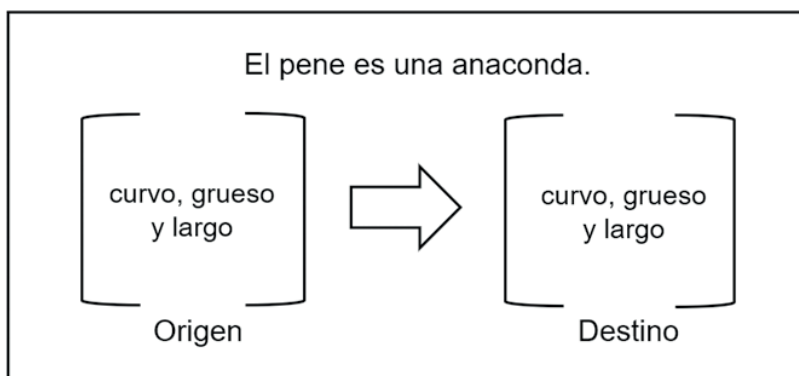 El pene es una anaconda.
curvo, grueso
y largo
curvo, grueso
y largo
Origen
Destino